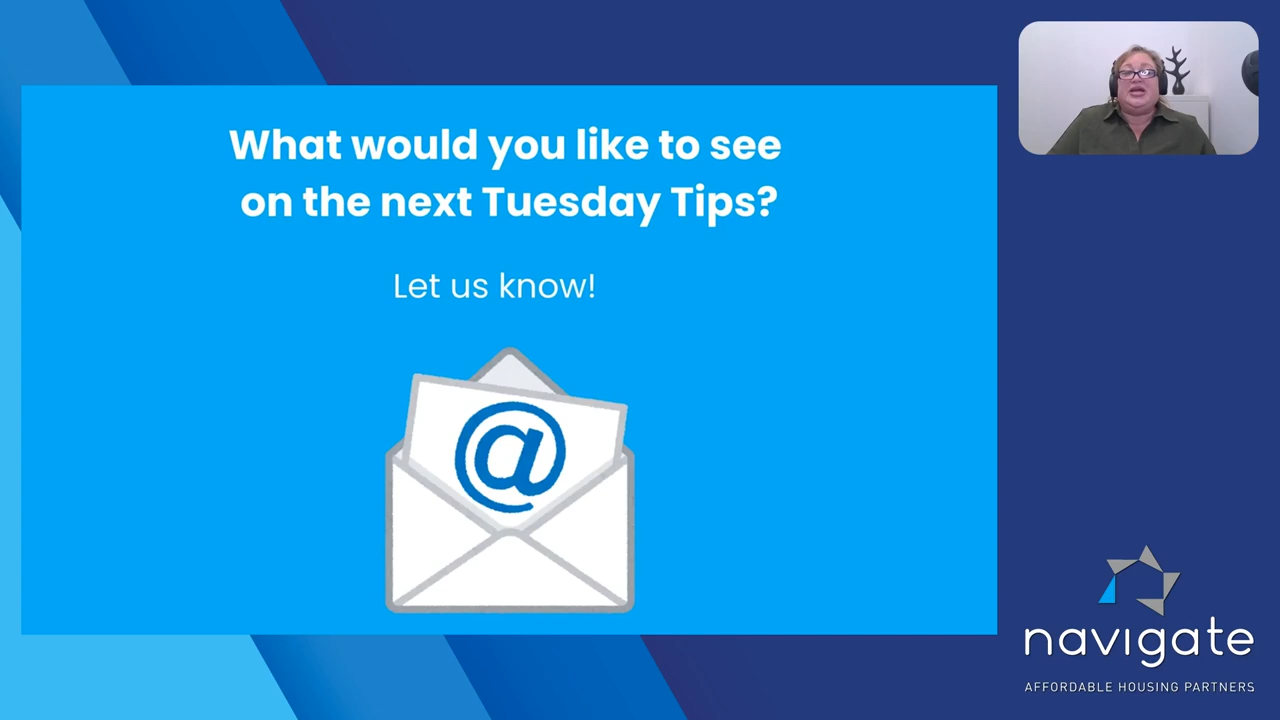 What would you like to see
on the next Tuesday Tips?
Let us know!
@
navigate
AFFORDABLE HOUSING PARTNERS